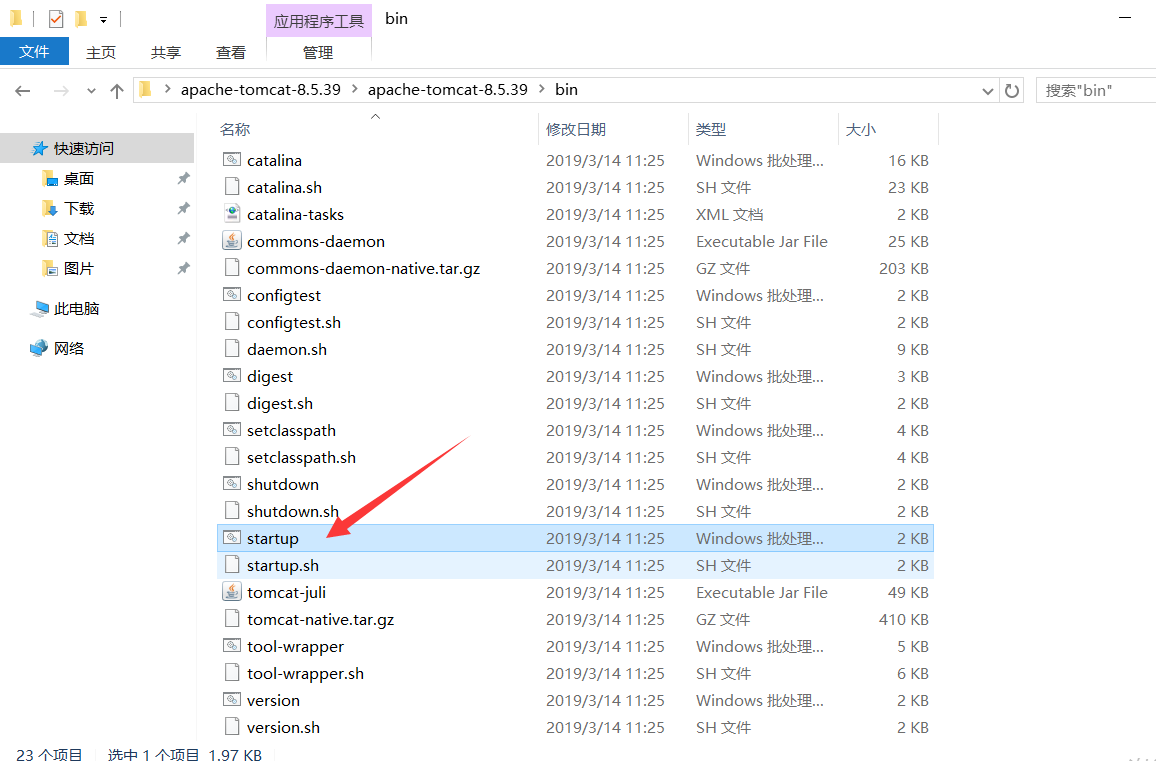 应用程序工具 bin
文件 主页 共享 查看 管理
apache-tomcat-8.5.39 apache-tomcat-8.5.39 bin 搜索"bin"
快速访问
桌面
下载
文档
图片
此电脑
网络
名称 修改日期 类型 大小
catalina 2019/3/14 11:25 Windows 批处理... 16 KB
catalina.sh 2019/3/14 11:25 SH 文件 23 KB
catalina-tasks 2019/3/14 11:25 XML 文档 2 KB
commons-daemon 2019/3/14 11:25 Executable Jar File 25 KB
commons-daemon-native.tar.gz 2019/3/14 11:25 GZ 文件 203 KB
configtest 2019/3/14 11:25 Windows 批处理... 2 KB
configtest.sh 2019/3/14 11:25 SH 文件 2 KB
daemon.sh 2019/3/14 11:25 SH 文件 9 KB
digest 2019/3/14 11:25 Windows 批处理... 3 KB
digest.sh 2019/3/14 11:25 SH 文件 2 KB
setclasspath 2019/3/14 11:25 Windows 批处理... 4 KB
setclasspath.sh 2019/3/14 11:25 SH 文件 4 KB
shutdown 2019/3/14 11:25 Windows 批处理... 2 KB
shutdown.sh 2019/3/14 11:25 SH 文件 2 KB
startup 2019/3/14 11:25 Windows 批处理... 2 KB
startup.sh 2019/3/14 11:25 SH 文件 2 KB
tomcat-juli 2019/3/14 11:25 Executable Jar File 49 KB
tomcat-native.tar.gz 2019/3/14 11:25 GZ 文件 410 KB
tool-wrapper 2019/3/14 11:25 Windows 批处理... 5 KB
tool-wrapper.sh 2019/3/14 11:25 SH 文件 6 KB
version 2019/3/14 11:25 Windows 批处理... 2 KB
version.sh 2019/3/14 11:25 SH 文件 2 KB
23 个项目 选中 1 个项目 1.97 KB